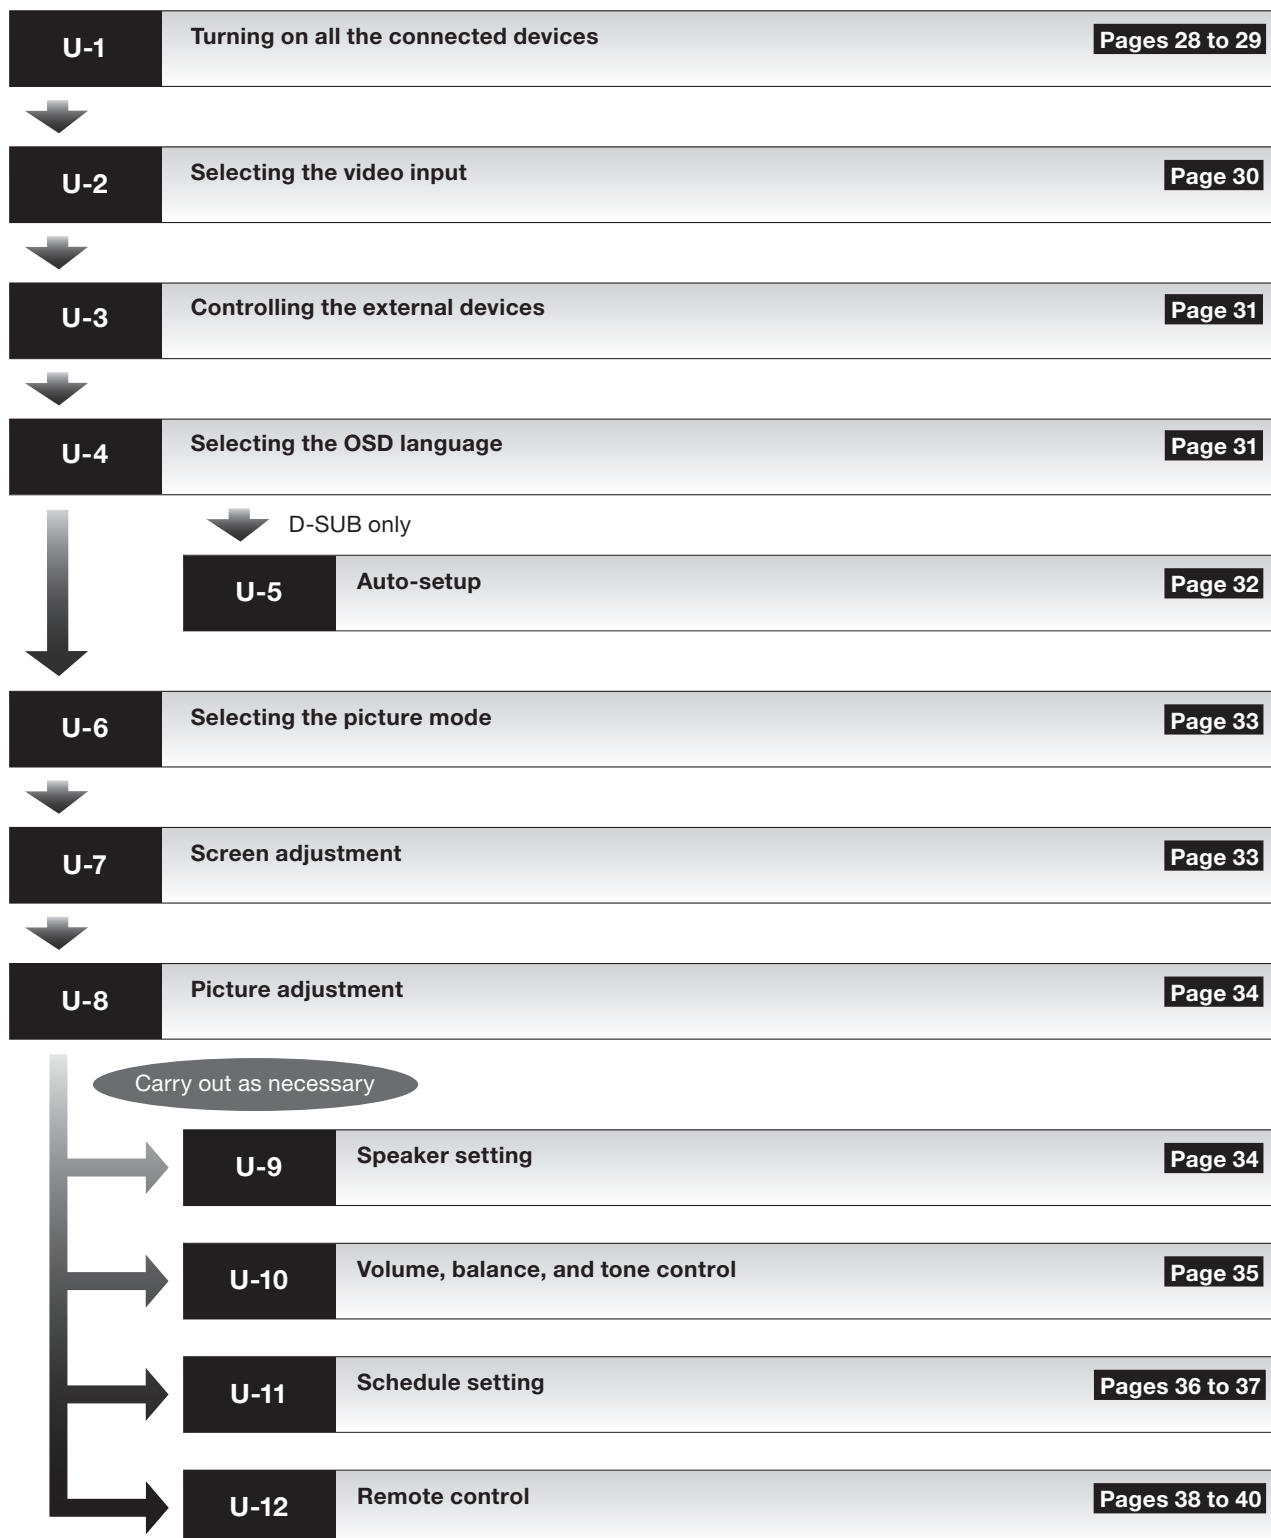 U-1 Turning on all the connected devices Pages 28 to 29
U-2 Selecting the video input Page 30
U-3 Controlling the external devices Page 31
U-4 Selecting the OSD language Page 31
D-SUB only
U-5 Auto-setup Page 32
U-6 Selecting the picture mode Page 33
U-7 Screen adjustment Page 33
U-8 Picture adjustment Page 34
Carry out as necessary
U-9 Speaker setting Page 34
U-10 Volume, balance, and tone control Page 35
U-11 Schedule setting Pages 36 to 37
U-12 Remote control Pages 38 to 40